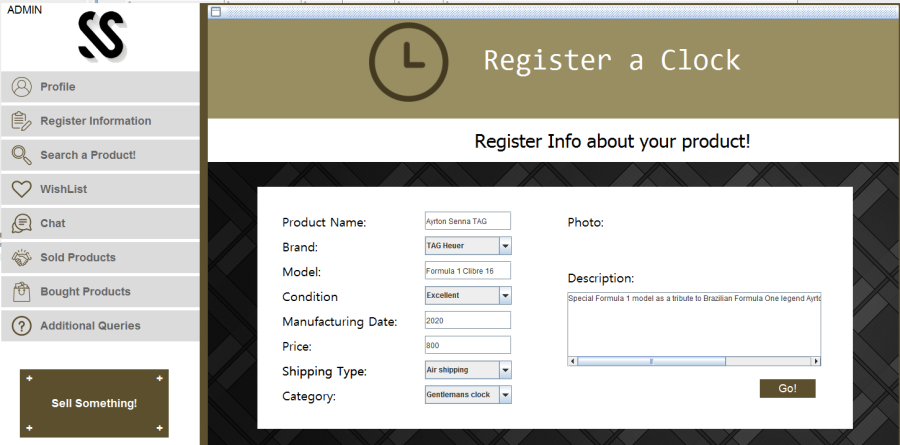 ADMIN
Profile
Register Information
Search a Product!
WishList
Chat
Sold Products
Bought Products
Additional Queries
Sell Something!
Register a Clock
Register Info about your product!
Product Name: Ayrton Senna TAG
Brand: TAG Heuer
Model: Formula 1 Clibre 16
Condition Excellent
Manufacturing Date: 2020
Price: 800
Shipping Type: Air shipping
Category: Gentlemans clock
Photo:
Description:
Special Formula 1 model as a tribute to Brazilian Formula One legend Ayrto
Go!